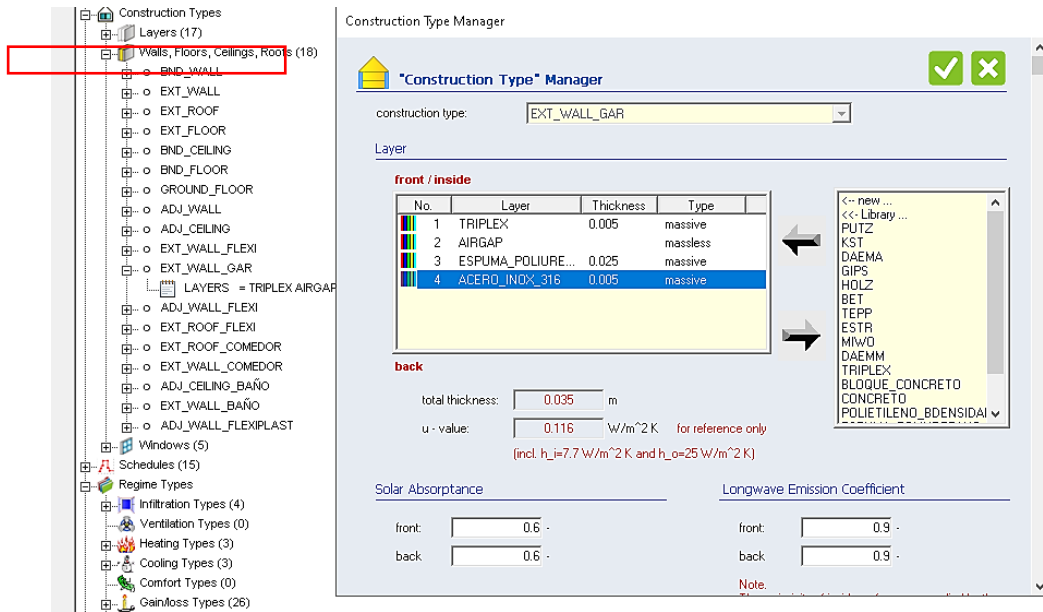 Construction Types
Layers (17)
Walls, Floors, Ceilings, Roofs (18)
BND_WALL
EXT_WALL
EXT_ROOF
EXT_FLOOR
BND_CEILING
BND_FLOOR
GROUND_FLOOR
ADJ_WALL
ADJ_CEILING
EXT_WALL_FLEXI
EXT_WALL_GAR
LAYERS = TRIPLEX AIRGAP
ADJ_WALL_FLEXI
EXT_ROOF_FLEXI
EXT_ROOF_COMEDOR
EXT_WALL_COMEDOR
ADJ_CEILING_BAÑO
EXT_WALL_BAÑO
ADJ_WALL_FLEXIPLAST
Windows (5)
Schedules (15)
Regime Types
Infiltration Types (4)
Ventilation Types (0)
Heating Types (3)
Cooling Types (3)
Comfort Types (0)
Gain/loss Types (26)
Construction Type Manager
"Construction Type" Manager
construction type: EXT_WALL_GAR
Layer
front / inside
No. Layer Thickness Type
1 TRIPLEX 0.005 massive
2 AIRGAP massless
3 ESPUMA_POLIURE... 0.025 massive
4 ACERO_INOX_316 0.005 massive
back
<-- new ...
<<- Library ...
PUTZ
KST
DAEMA
GIPS
HOLZ
BET
TEPP
ESTR
MIWO
DAEMM
TRIPLEX
BLOQUE_CONCRETO
CONCRETO
POLIETILENO_BDENSIDAI
total thickness: 0.035 m
u - value: 0.116 W/m^2 K for reference only
(incl. h_i=7.7 W/m^2 K and h_o=25 W/m^2 K)
Solar Absorptance
front: 0.6 -
back 0.6 -
Longwave Emission Coefficient
front: 0.9 -
back 0.9 -
Note.